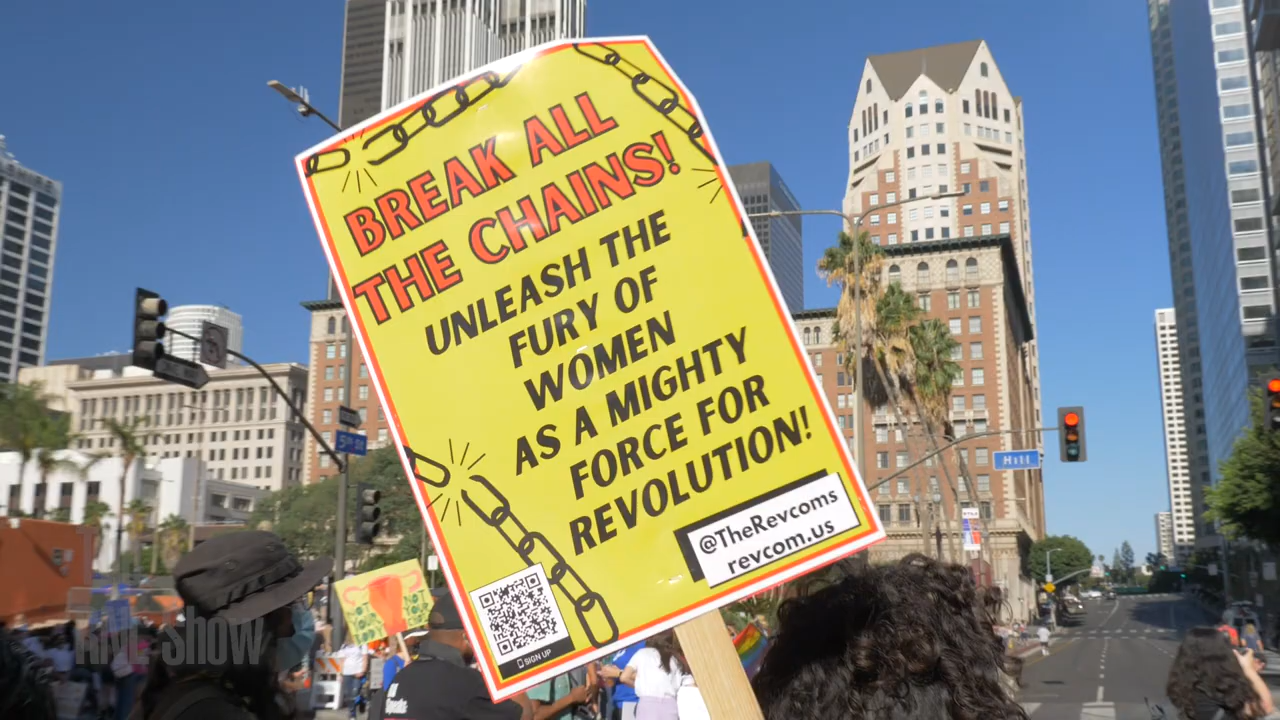 BREAK ALL
THE CHAINS!
UNLEASH THE
FURY OF
WOMEN
AS A MIGHTY
FORCE FOR
REVOLUTION!
@TheRevcoms
revcom.us
SIGN UP
5th St
Hill
RNL Show